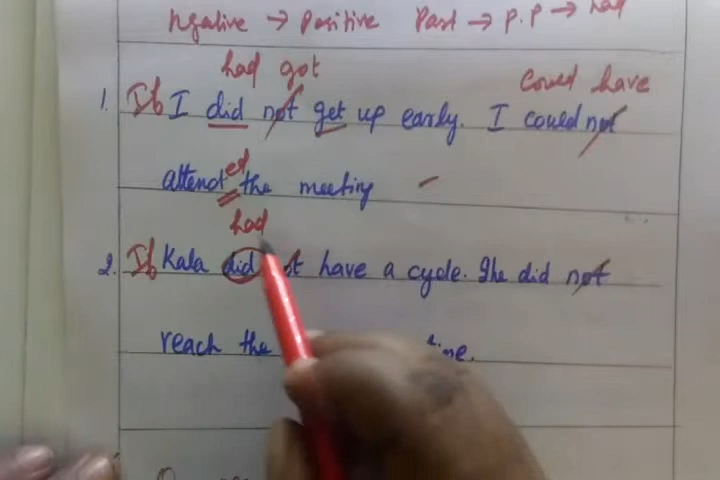 Negative → Positive Past → P.P → had
had got could have
1. If I did not get up early. I could not
attend ed the meeting –
had
2. If Kala did not have a cycle. She did not
reach the